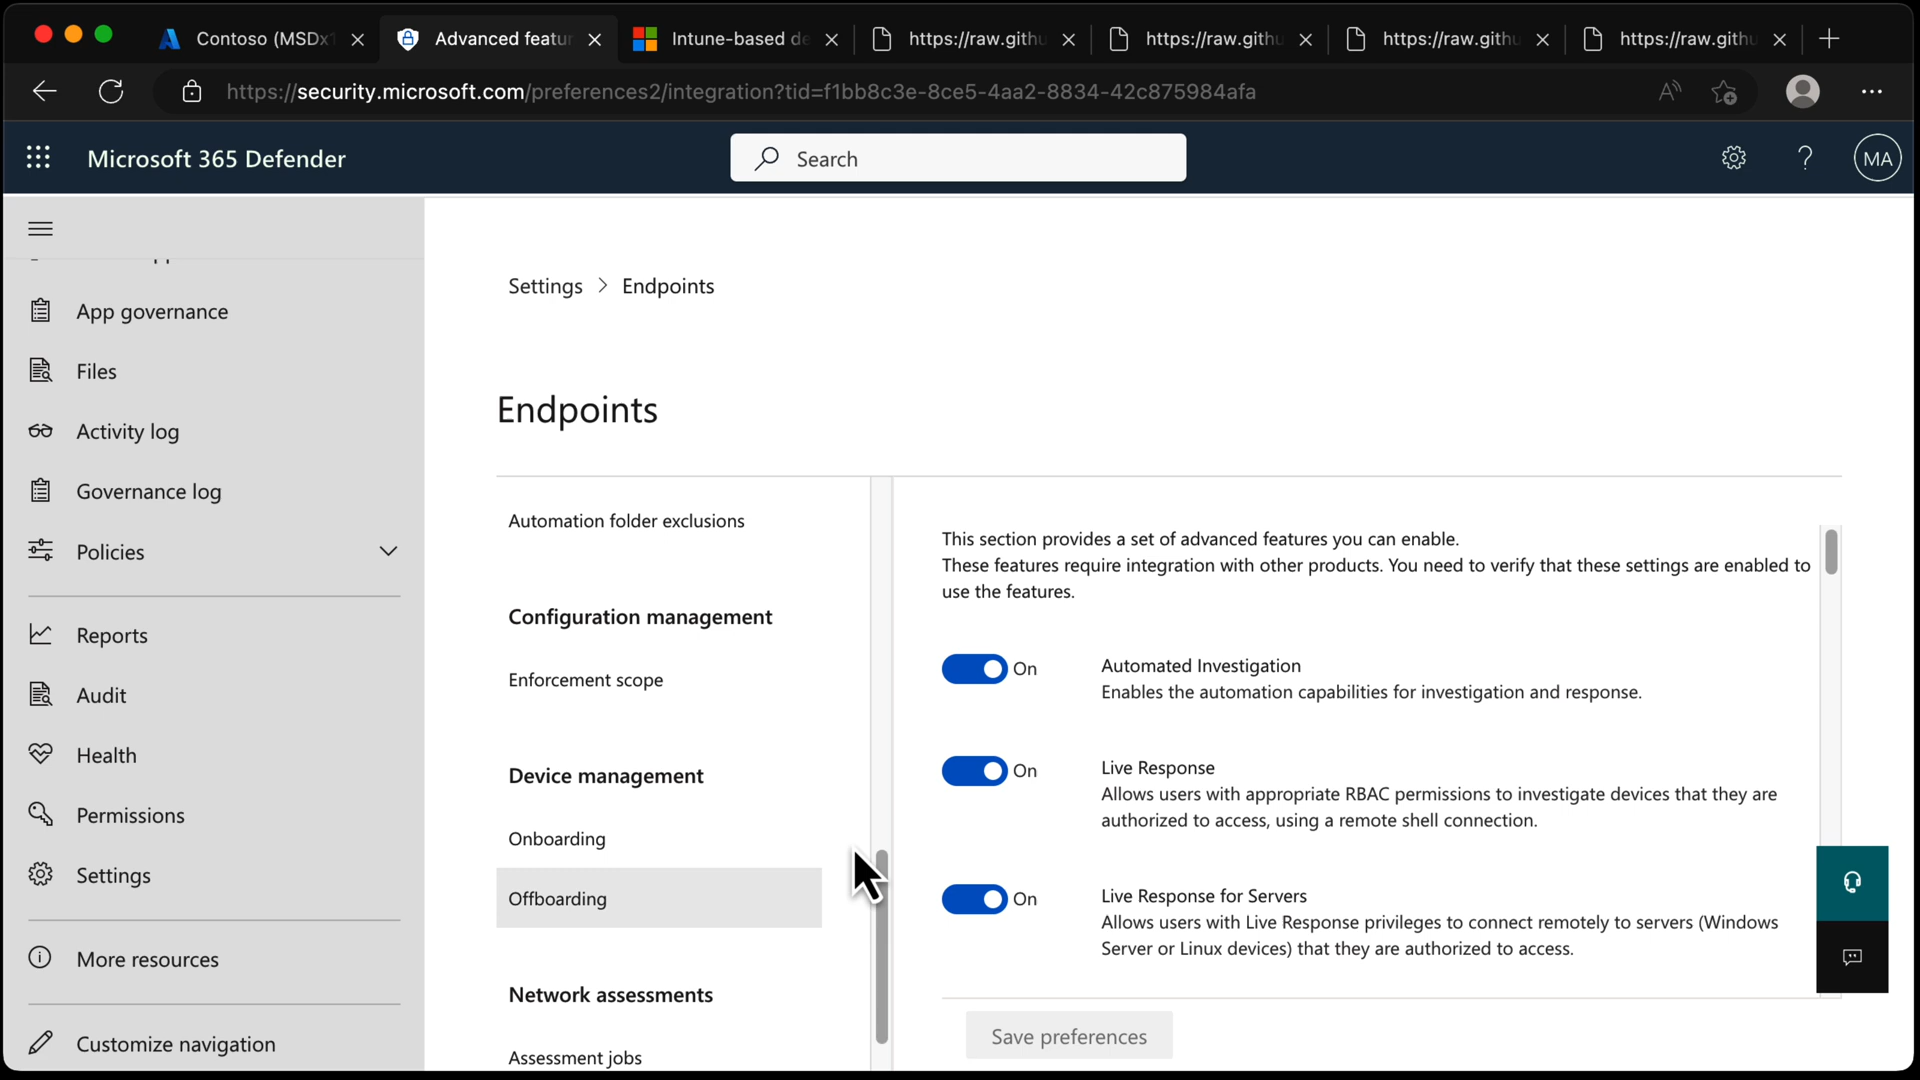 Contoso (MSDx
Advanced featu
Intune-based de
https://raw.githu
https://raw.githu
https://raw.githu
https://raw.githu
https://security.microsoft.com/preferences2/integration?tid=f1bb8c3e-8ce5-4aa2-8834-42c875984afa
Microsoft 365 Defender
Search
MA
App governance
Files
Activity log
Governance log
Policies
Reports
Audit
Health
Permissions
Settings
More resources
Customize navigation
Settings > Endpoints
Endpoints
Automation folder exclusions
Configuration management
Enforcement scope
Device management
Onboarding
Offboarding
Network assessments
Assessment jobs
This section provides a set of advanced features you can enable.
These features require integration with other products. You need to verify that these settings are enabled to
use the features.
On
Automated Investigation
Enables the automation capabilities for investigation and response.
On
Live Response
Allows users with appropriate RBAC permissions to investigate devices that they are
authorized to access, using a remote shell connection.
On
Live Response for Servers
Allows users with Live Response privileges to connect remotely to servers (Windows
Server or Linux devices) that they are authorized to access.
Save preferences